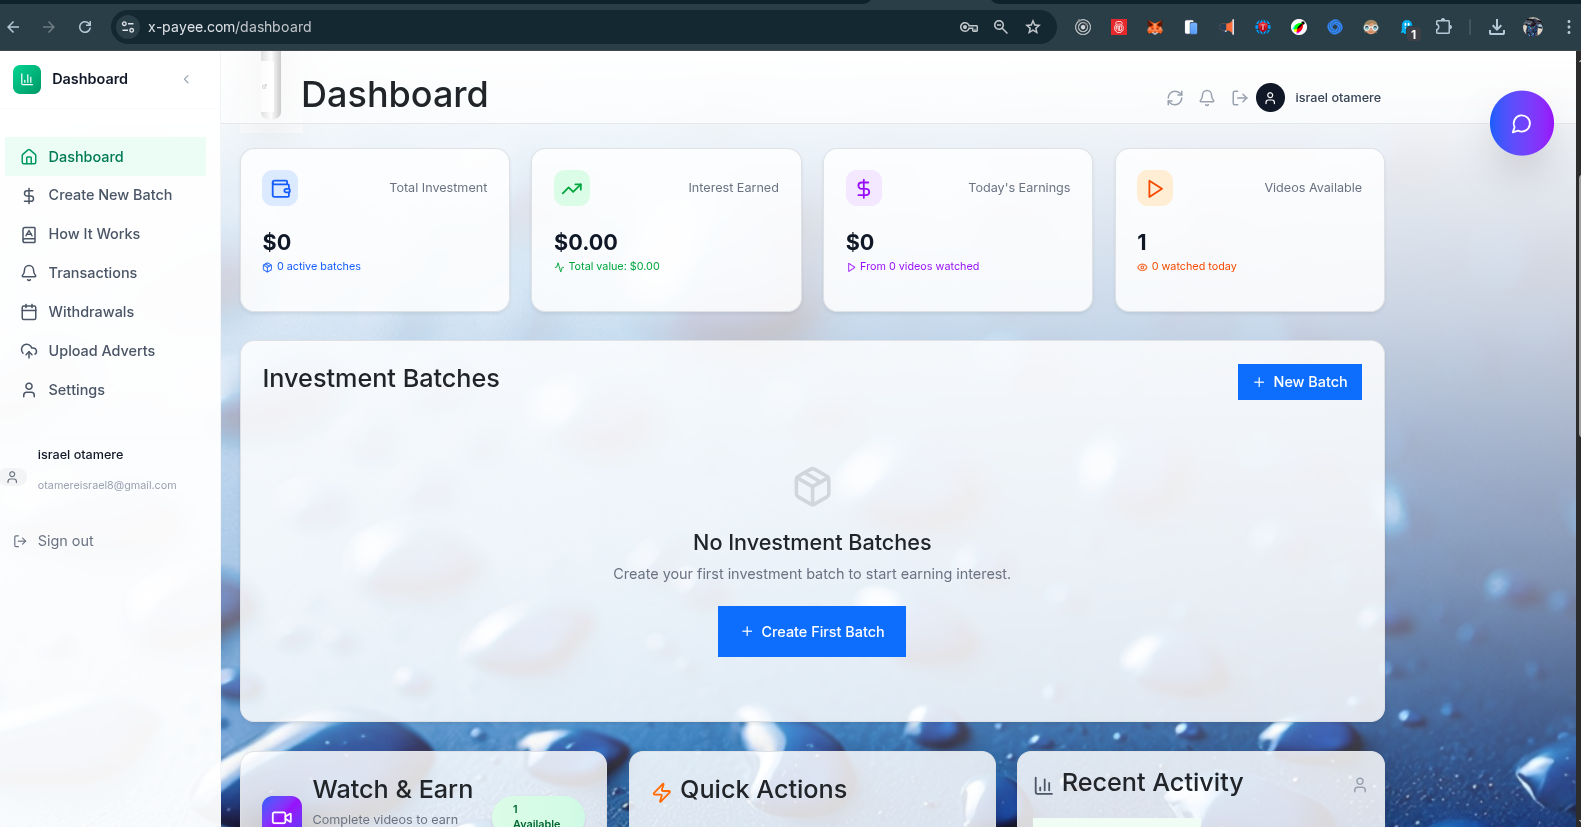 x-payee.com/dashboard
1
Dashboard
Dashboard
Create New Batch
How It Works
Transactions
Withdrawals
Upload Adverts
Settings
israel otamere
otamereisrael8@gmail.com
Sign out
Dashboard
israel otamere
Total Investment
$0
0 active batches
Interest Earned
$0.00
Total value: $0.00
Today's Earnings
$0
From 0 videos watched
Videos Available
1
0 watched today
Investment Batches
New Batch
No Investment Batches
Create your first investment batch to start earning interest.
Create First Batch
Watch & Earn
Complete videos to earn
1
Available
Quick Actions
Recent Activity